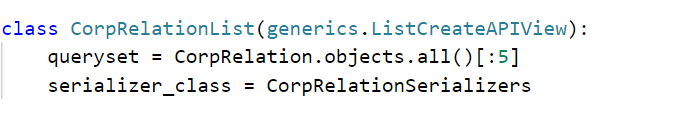 class CorpRelationList(generics.ListCreateAPIView):
    queryset = CorpRelation.objects.all()[:5]
    serializer_class = CorpRelationSerializers